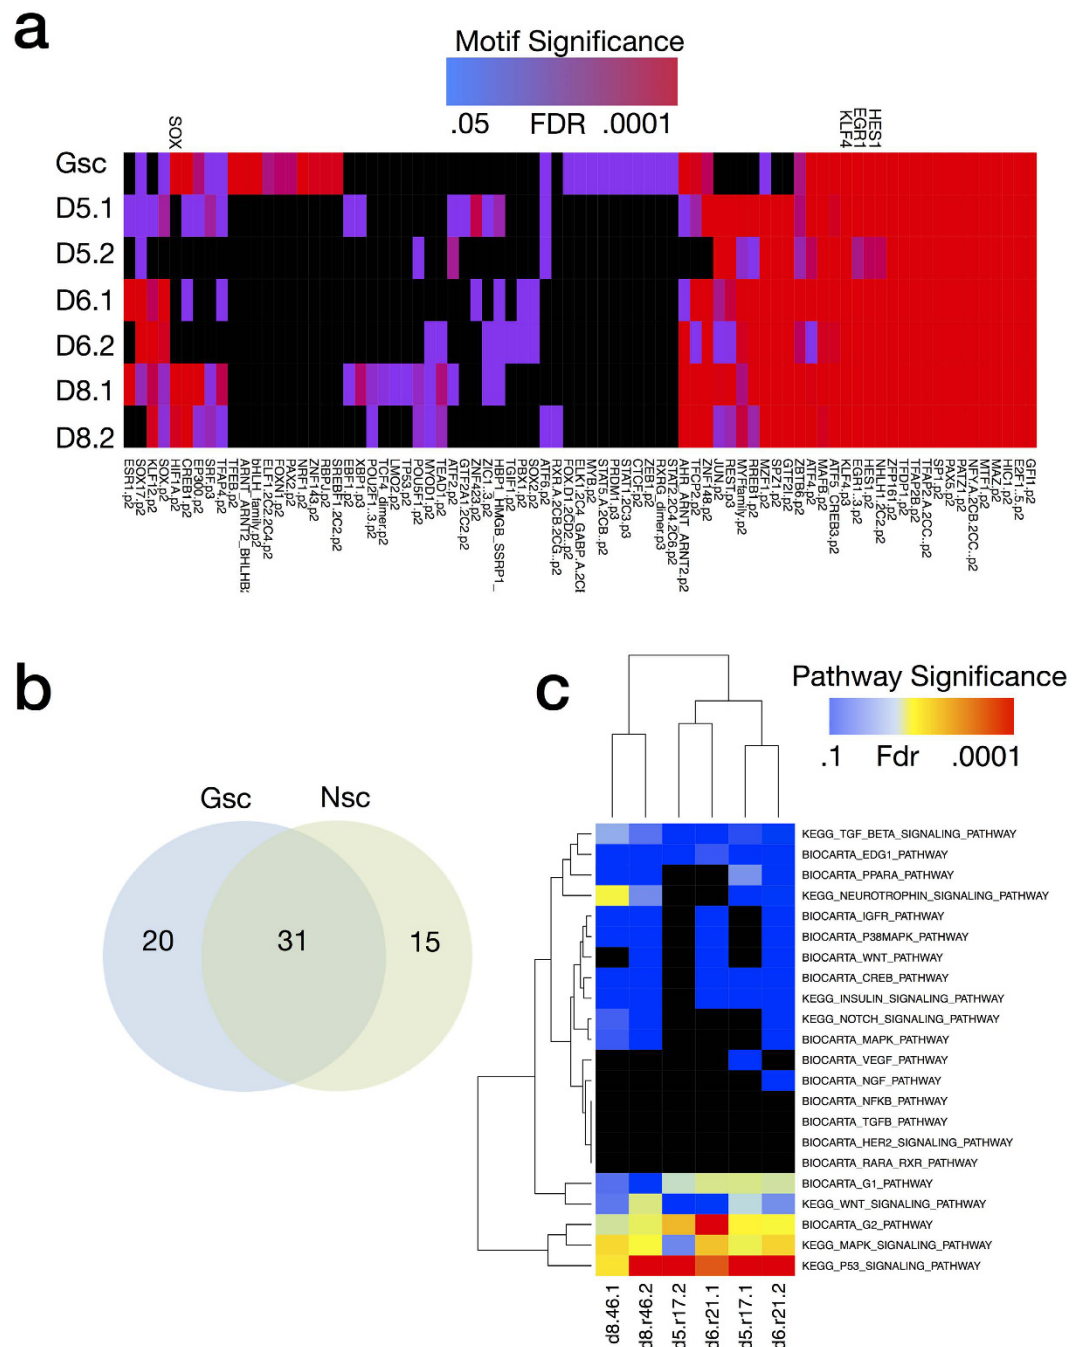 a
Motif Significance
.05 FDR .0001
SOX
KLF4
EGR1
HES1
Gsc
D5.1
D5.2
D6.1
D6.2
D8.1
D8.2
ESR1.p2
SOX17.p2
KLF12.p2
SOX.p2
HIF1A.p2
CREB1.p2
EP300.p2
SRF.p3
TFAP4.p2
TFEB.p2
ARNT_ARNT2_BHLHB:
bHLH_family.p2
ELF1.2C2.2C4.p2
FOXN1.p2
PAX2.p2
NRF1.p2
ZNF143.p2
RBPJ.p2
SREBF1.2C2.p2
EBF1.p2
XBP1.p3
POU2F1..3.p2
TCF4_dimer.p2
LMO2.p2
TP53.p2
POU5F1.p2
MYOD1.p2
TEAD1.p2
ATF2.p2
GTF2A1.2C2.p2
ZNF423.p2
ZIC1..3.p2
HBP1_HMGB_SSRP1_
TGIF1.p2
PBX1.p2
SOX2.p2
ATF6.p2
RXR.A.2CB.2CG..p2
FOX.D1.2CD2..p2
ELK1.2C4_GABP.A.2CI
MYB.p2
STAT5.A.2CB..p2
PRDM1.p3
STAT1.2C3.p3
CTCF.p2
ZEB1.p2
STAT2.2C4.2C6.p2
AHR_ARNT_ARNT2.p2
TFCP2.p2
ZNF148.p2
JUN.p2
REST.p3
MYFfamily.p2
RREB1.p2
MZF1.p2
SPZ1.p2
GTF2I.p2
ZBTB6.p2
ATF4.p2
MAFB.p2
ATF5_CREB3.p2
KLF4.p3
EGR1..3.p2
HES1.p2
NHLH1.2C2.p2
ZFP161.p2
TFDP1.p2
TFAP2B.p2
TFAP2.A.2CC..p2
SP1.p2
PAX5.p2
PATZ1.p2
NFY.A.2CB.2CC..p2
MTF1.p2
MAZ.p2
HIC1.p2
E2F1..5.p2
GFI1.p2
b
Gsc Nsc
20 31 15
c
Pathway Significance
.1 Fdr .0001
KEGG_TGF_BETA_SIGNALING_PATHWAY
BIOCARTA_EDG1_PATHWAY
BIOCARTA_PPARA_PATHWAY
KEGG_NEUROTROPHIN_SIGNALING_PATHWAY
BIOCARTA_IGFR_PATHWAY
BIOCARTA_P38MAPK_PATHWAY
BIOCARTA_WNT_PATHWAY
BIOCARTA_CREB_PATHWAY
KEGG_INSULIN_SIGNALING_PATHWAY
KEGG_NOTCH_SIGNALING_PATHWAY
BIOCARTA_MAPK_PATHWAY
BIOCARTA_VEGF_PATHWAY
BIOCARTA_NGF_PATHWAY
BIOCARTA_NFKB_PATHWAY
BIOCARTA_TGFB_PATHWAY
BIOCARTA_HER2_SIGNALING_PATHWAY
BIOCARTA_RARA_RXR_PATHWAY
BIOCARTA_G1_PATHWAY
KEGG_WNT_SIGNALING_PATHWAY
BIOCARTA_G2_PATHWAY
KEGG_MAPK_SIGNALING_PATHWAY
KEGG_P53_SIGNALING_PATHWAY
d8.46.1
d8.r46.2
d5.r17.2
d6.r21.1
d5.r17.1
d6.r21.2